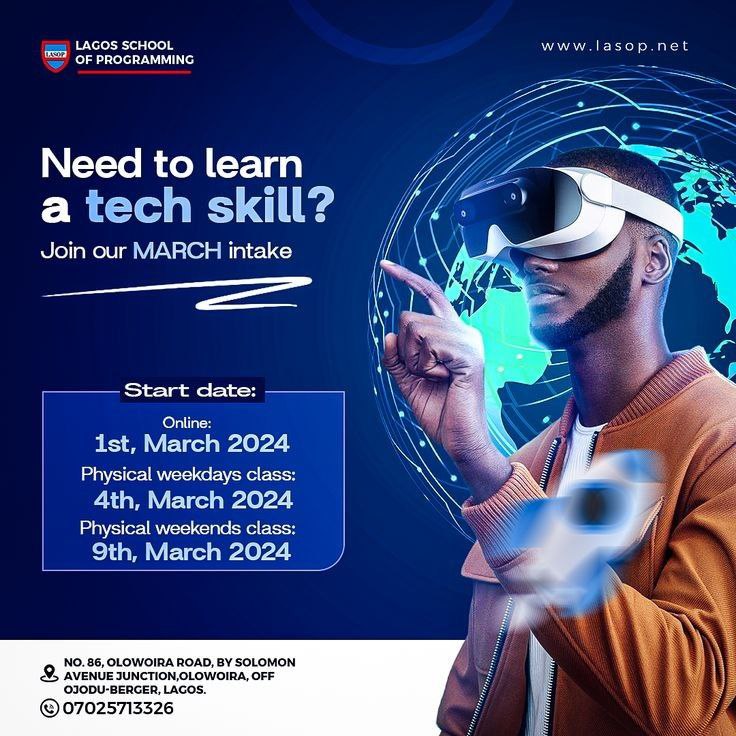 LASOP
LAGOS SCHOOL
OF PROGRAMMING
www.lasop.net
Need to learn
a tech skill?
Join our MARCH intake
Start date:
Online:
1st, March 2024
Physical weekdays class:
4th, March 2024
Physical weekends class:
9th, March 2024
NO. 86, OLOWOIRA ROAD, BY SOLOMON
AVENUE JUNCTION,OLOWOIRA, OFF
OJODU-BERGER, LAGOS.
07025713326